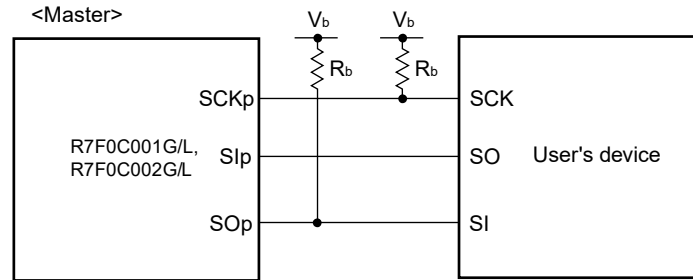 <Master>
Vb
Vb
Rb
Rb
SCKp
SCK
R7F0C001G/L,
R7F0C002G/L
SIp
SO
User's device
SOp
SI